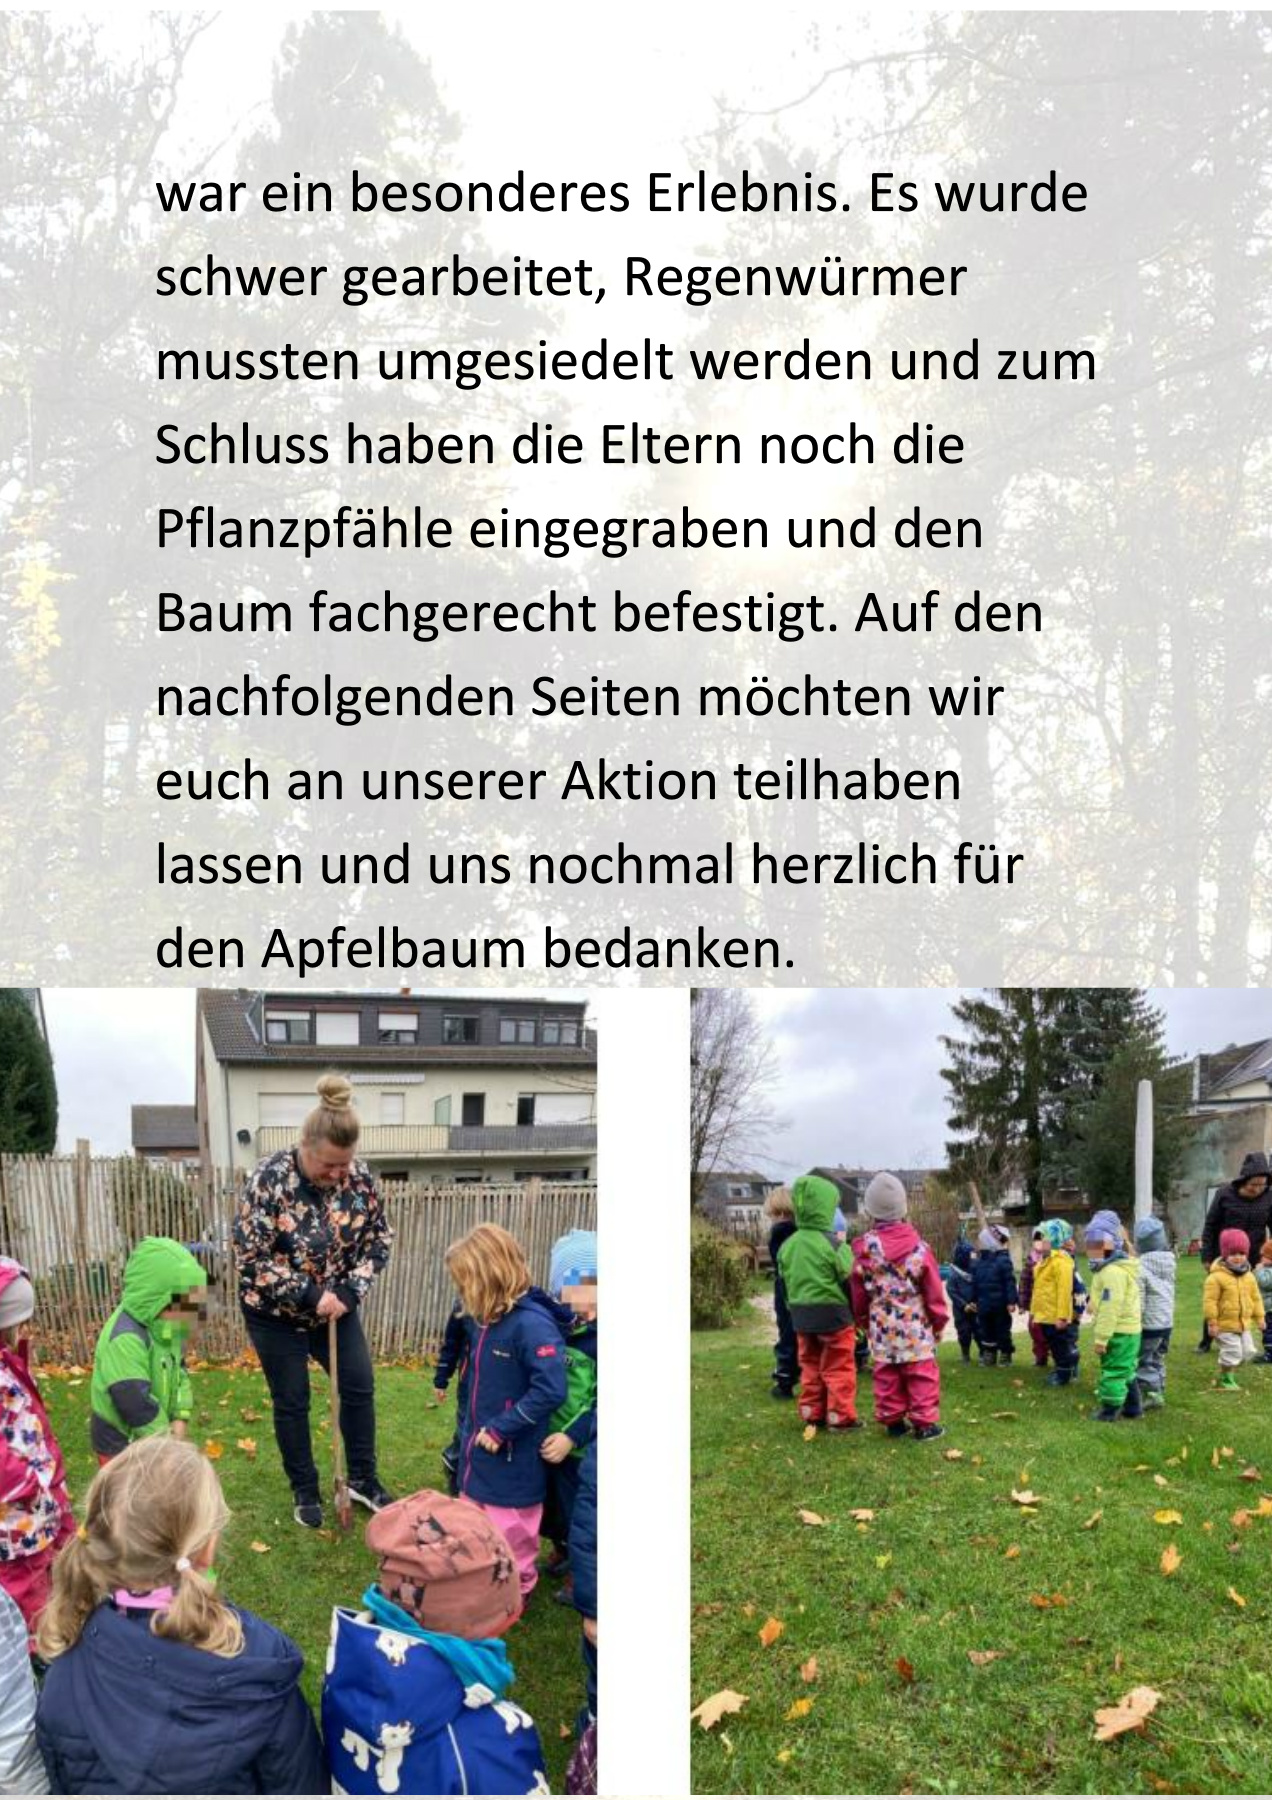 war ein besonderes Erlebnis. Es wurde
schwer gearbeitet, Regenwürmer
mussten umgesiedelt werden und zum
Schluss haben die Eltern noch die
Pflanzpfähle eingegraben und den
Baum fachgerecht befestigt. Auf den
nachfolgenden Seiten möchten wir
euch an unserer Aktion teilhaben
lassen und uns nochmal herzlich für
den Apfelbaum bedanken.